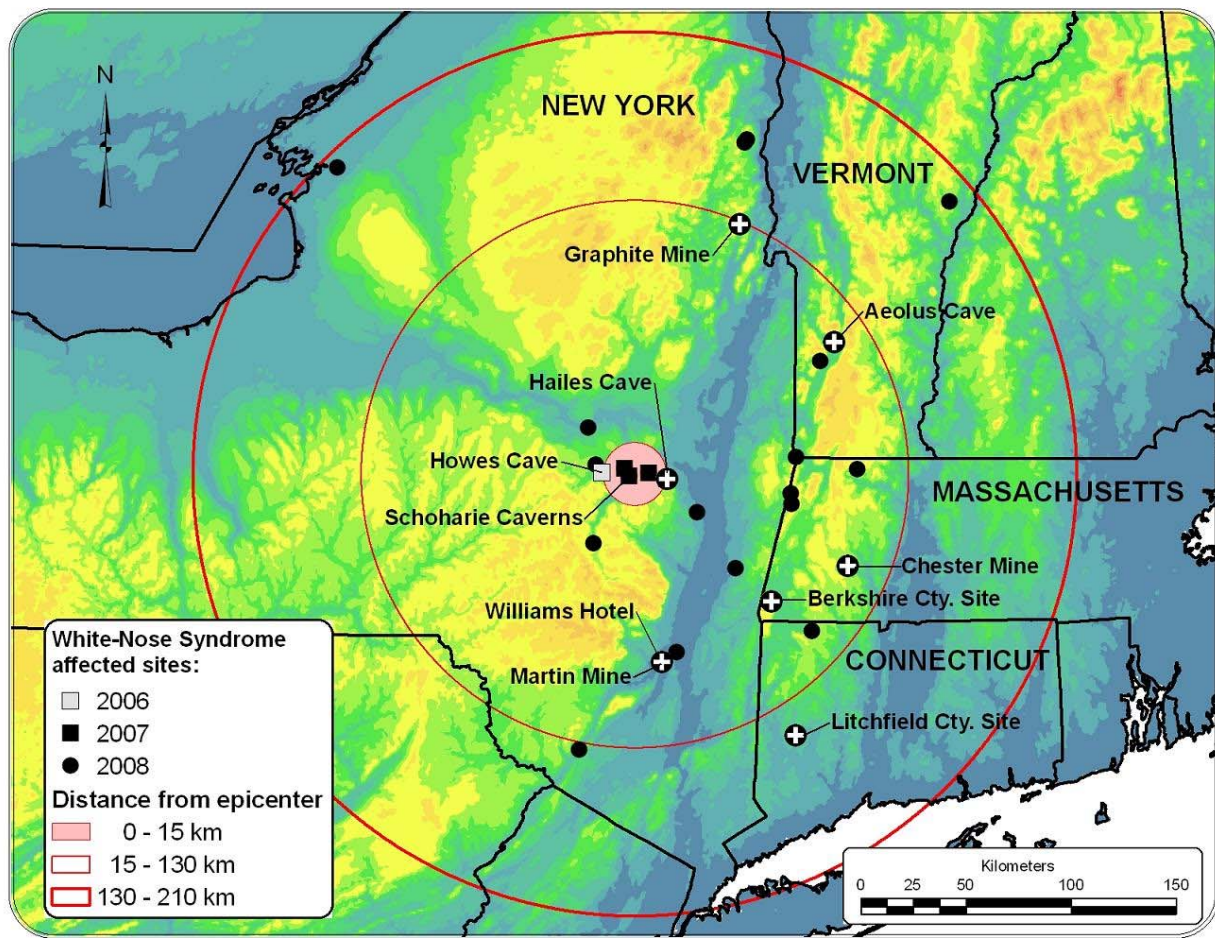 N
NEW YORK
VERMONT
Graphite Mine
Aeolus Cave
Hailes Cave
Howes Cave
MASSACHUSETTS
Schoharie Caverns
Chester Mine
Berkshire Cty. Site
Williams Hotel
CONNECTICUT
Martin Mine
Litchfield Cty. Site
White-Nose Syndrome
affected sites:
2006
2007
2008
Distance from epicenter
0 - 15 km
15 - 130 km
130 - 210 km
Kilometers
0 25 50 100 150